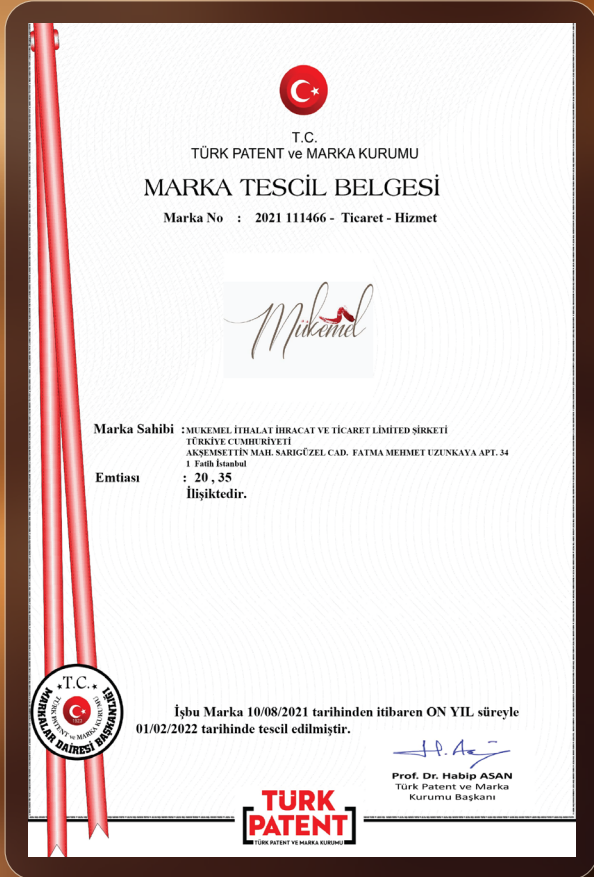 T.C.
TÜRK PATENT ve MARKA KURUMU
MARKA TESCİL BELGESİ
Marka No : 2021 111466 - Ticaret - Hizmet
Mükemel
Marka Sahibi : MUKEMEL İTHALAT İHRACAT VE TİCARET LİMİTED ŞİRKETİ
TÜRKİYE CUMHURİYETİ
AKŞEMSETTİN MAH. SARIGÜZEL CAD. FATMA MEHMET UZUNKAYA APT. 34
1 Fatih İstanbul
Emtiası : 20 , 35
İlişiktedir.
T.C.
TÜRK PATENT ve MARKA KURUMU
MARKALAR DAİRESİ BAŞKANLIĞI
İşbu Marka 10/08/2021 tarihinden itibaren ON YIL süreyle
01/02/2022 tarihinde tescil edilmiştir.
Prof. Dr. Habip ASAN
Türk Patent ve Marka
Kurumu Başkanı
TÜRK
PATENT
TÜRK PATENT VE MARKA KURUMU